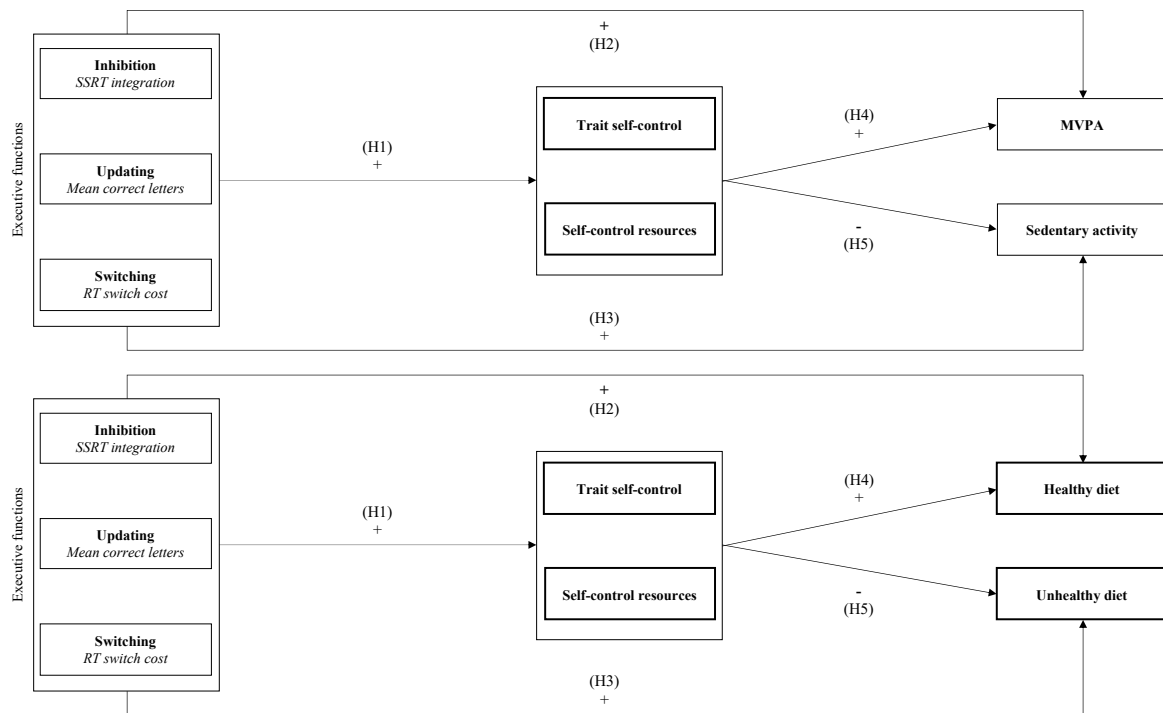 +
(H2)
Executive functions
Inhibition
SSRT integration
Updating
Mean correct letters
Switching
RT switch cost
(H1)
+
Trait self-control
Self-control resources
(H4)
+
-
(H5)
MVPA
Sedentary activity
(H3)
+
+
(H2)
Executive functions
Inhibition
SSRT integration
Updating
Mean correct letters
Switching
RT switch cost
(H1)
+
Trait self-control
Self-control resources
(H4)
+
-
(H5)
Healthy diet
Unhealthy diet
(H3)
+